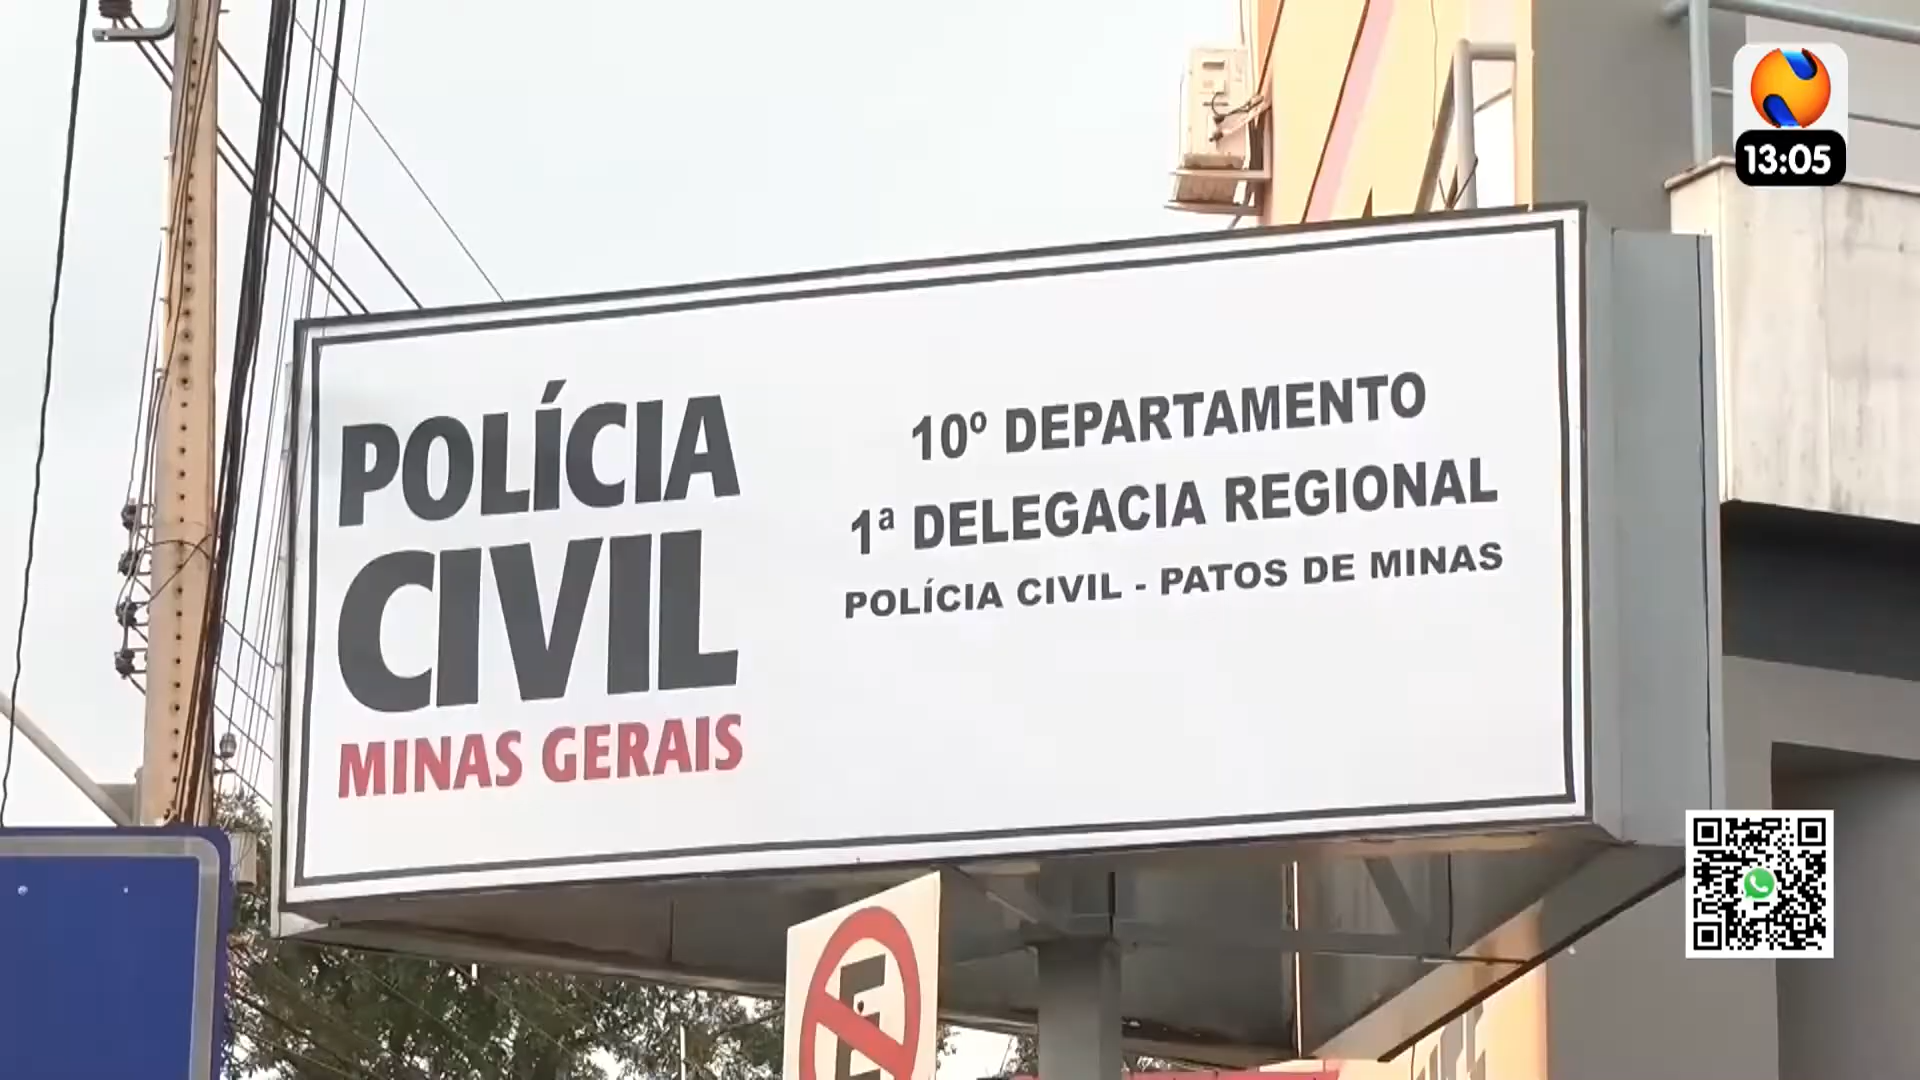 13:05
POLÍCIA
CIVIL
MINAS GERAIS
10º DEPARTAMENTO
1ª DELEGACIA REGIONAL
POLÍCIA CIVIL - PATOS DE MINAS
E